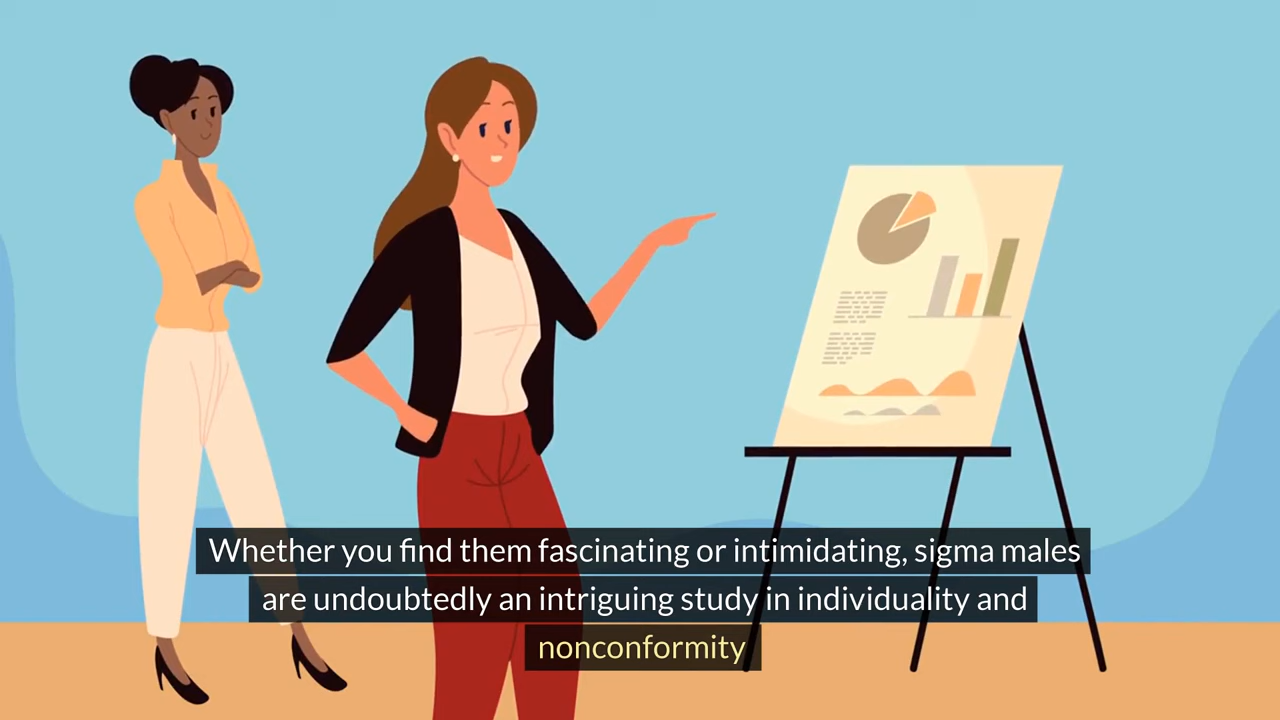 Whether you find them fascinating or intimidating, sigma males
are undoubtedly an intriguing study in individuality and
nonconformity